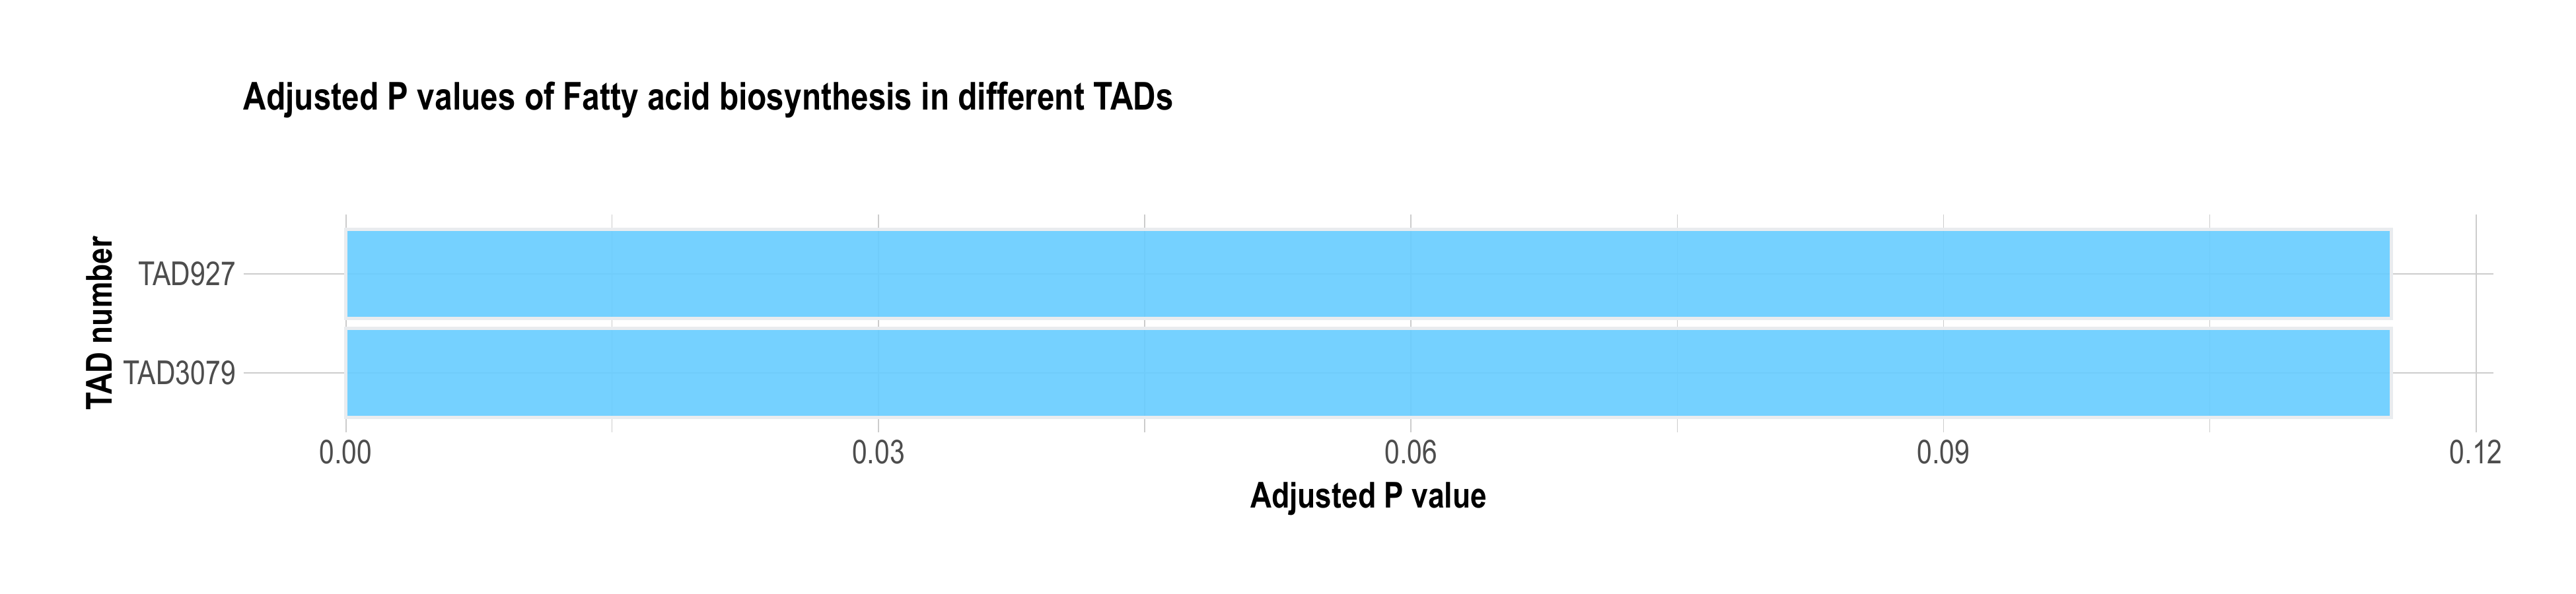 Adjusted P values of Fatty acid biosynthesis in different TADs
TAD number
TAD927
TAD3079
0.00 0.03 0.06 0.09 0.12
Adjusted P value